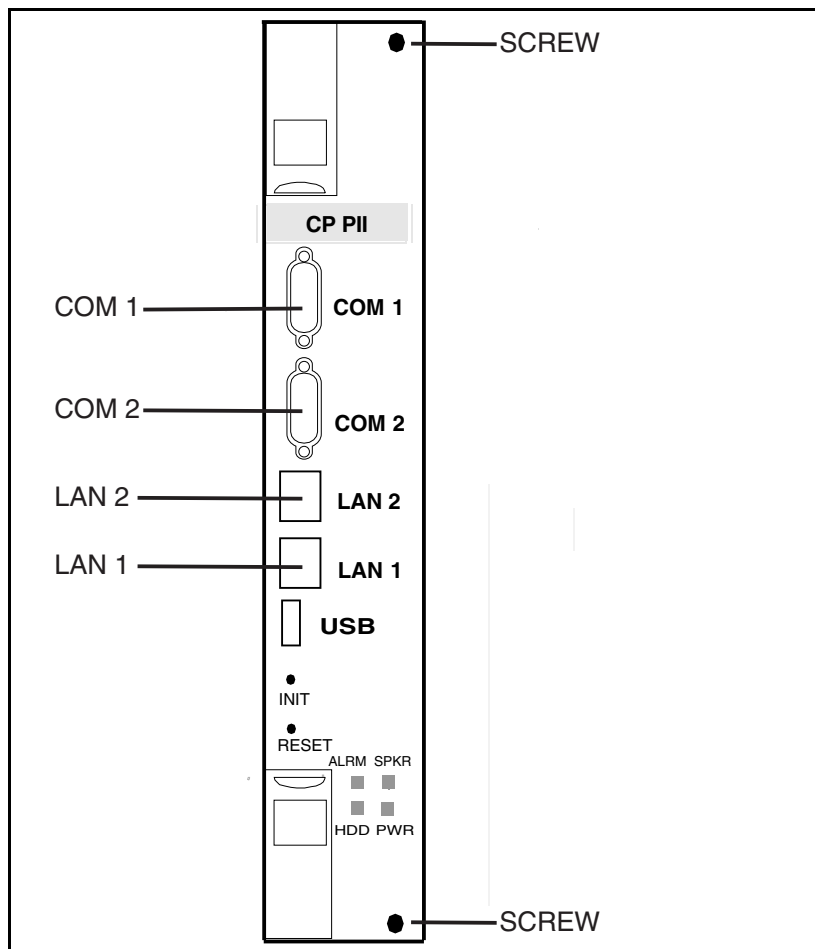 SCREW
CP PII
COM 1 COM 1
COM 2 COM 2
LAN 2 LAN 2
LAN 1 LAN 1
USB
INIT
RESET
ALRM SPKR
HDD PWR
SCREW